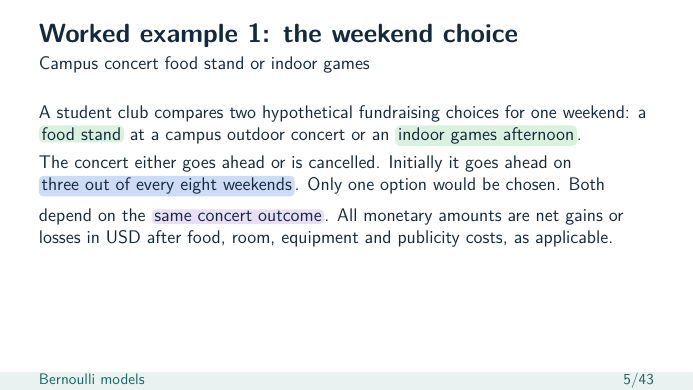 Worked example 1: the weekend choice
Campus concert food stand or indoor games
A student club compares two hypothetical fundraising choices for one weekend: a
food stand at a campus outdoor concert or an indoor games afternoon.
The concert either goes ahead or is cancelled. Initially it goes ahead on
three out of every eight weekends. Only one option would be chosen. Both
depend on the same concert outcome. All monetary amounts are net gains or
losses in USD after food, room, equipment and publicity costs, as applicable.
Bernoulli models
5/43